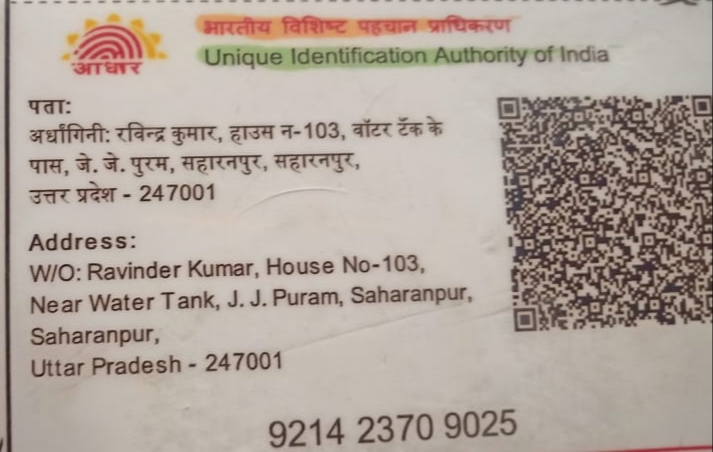 भारतीय विशिष्ट पहचान प्राधिकरण
Unique Identification Authority of India
आधार
पता:
अर्धांगिनी: रविन्द्र कुमार, हाउस न-103, वॉटर टॅंक के
पास, जे. जे. पुरम, सहारनपुर, सहारनपुर,
उत्तर प्रदेश - 247001
Address:
W/O: Ravinder Kumar, House No-103,
Near Water Tank, J. J. Puram, Saharanpur,
Saharanpur,
Uttar Pradesh - 247001
9214 2370 9025